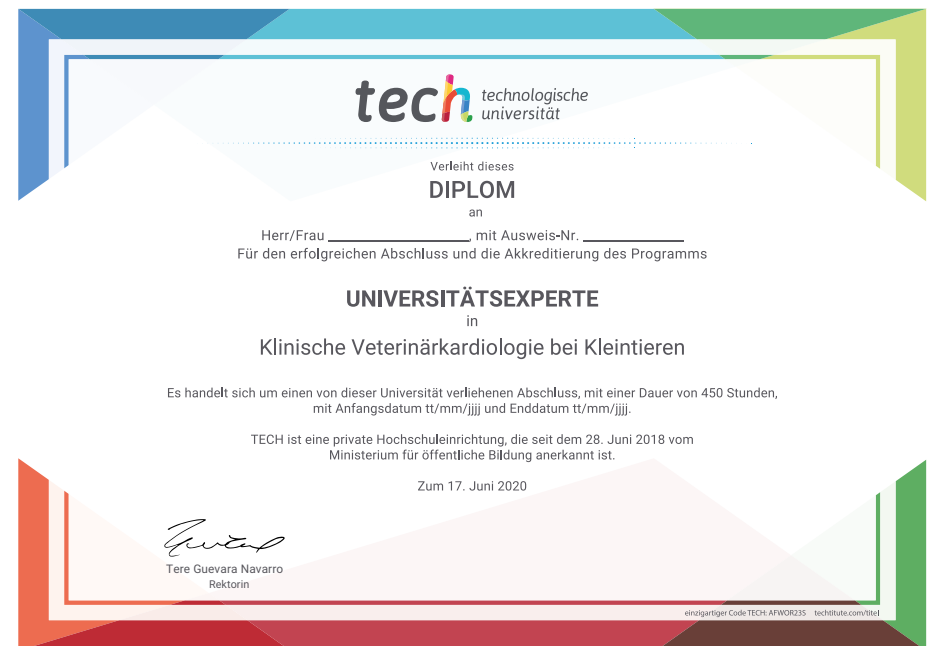 tech technologische
universität
Verleiht dieses
DIPLOM
an
Herr/Frau ____________________, mit Ausweis-Nr. ______________
Für den erfolgreichen Abschluss und die Akkreditierung des Programms
UNIVERSITÄTSEXPERTE
in
Klinische Veterinärkardiologie bei Kleintieren
Es handelt sich um einen von dieser Universität verliehenen Abschluss, mit einer Dauer von 450 Stunden,
mit Anfangsdatum tt/mm/jjjj und Enddatum tt/mm/jjjj.
TECH ist eine private Hochschuleinrichtung, die seit dem 28. Juni 2018 vom
Ministerium für öffentliche Bildung anerkannt ist.
Zum 17. Juni 2020
Tere Guevara Navarro
Rektorin
einzigartiger Code TECH: AFWOR23S techtitute.com/titel